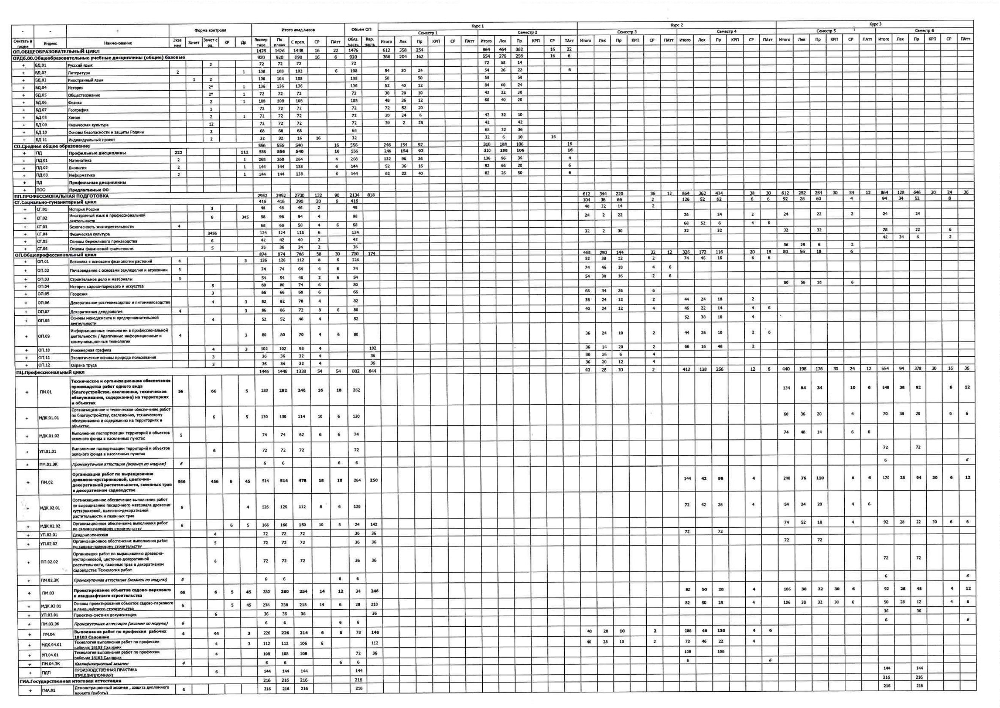 - - - Форма контроля Итого акад.часов Объём ОП Курс 1 Курс 2 Курс 3
Семестр 1 Семестр 2 Семестр 3 Семестр 4 Семестр 5 Семестр 6
Считать в плане Индекс Наименование Экза мен Зачет Зачет с оц. КР Др Экспер тное По плану С преп. СР ПАтт Обяз. часть Вар. часть Итого Лек Пр КРП СР ПАтт Итого Лек Пр КРП СР ПАтт Итого Лек Пр КРП СР ПАтт Итого Лек Пр КРП СР ПАтт Итого Лек Пр КРП СР ПАтт Итого Лек Пр КРП СР ПАтт
ОП.ОБЩЕОБРАЗОВАТЕЛЬНЫЙ ЦИКЛ 1476 1476 1438 16 22 1476 612 358 254 864 464 362 16 22
ОУДб.00.Общеобразовательные учебные дисциплины (общие) базовые 920 920 898 16 6 920 366 204 162 554 276 256 16 6
+ БД.01 Русский язык 2 72 72 72 72 72 58 14
+ БД.02 Литература 2 1 108 108 102 6 108 54 30 24 54 26 22 6
+ БД.03 Иностранный язык 1 2 108 108 108 108 50 50 58 58
+ БД.04 История 2* 1 136 136 136 136 52 40 12 84 60 24
+ БД.05 Обществознание 2* 1 72 72 72 72 30 20 10 42 22 20
+ БД.06 Физика 2 1 108 108 108 108 48 36 12 60 40 20
+ БД.07 География 1 72 72 72 72 72 52 20
+ БД.08 Химия 2 1 72 72 72 72 30 24 6 42 32 10
+ БД.09 Физическая культура 12 72 72 72 72 30 2 28 42 42
+ БД.10 Основы безопасности и защиты Родины 2 68 68 68 68 68 32 36
+ БД.11 Индивидуальный проект 2 32 32 16 16 32 32 6 10 16
СО.Среднее общее образование 556 556 540 16 556 246 154 92 310 188 106 16
+ ПД Профильные дисциплины 222 111 556 556 540 16 556 246 154 92 310 188 106 16
+ ПД.01 Математика 2 1 268 268 264 4 268 132 96 36 136 96 36 4
+ ПД.02 Биология 2 1 144 144 138 6 144 52 36 16 92 66 20 6
+ ПД.03 Информатика 2 1 144 144 138 6 144 62 22 40 82 26 50 6
+ ПД Профильные дисциплины
+ ПОО Предлагаемые ОО
ПП.ПРОФЕССИОНАЛЬНАЯ ПОДГОТОВКА 2952 2952 2730 132 90 2134 818 612 344 220 36 12 864 362 434 38 30 612 282 254 30 34 12 864 128 646 30 24 36
СГ.Социально-гуманитарный цикл 416 416 390 20 6 416 104 36 66 2 126 52 62 6 6 92 28 60 4 94 34 52 8
+ СГ.01 История России 3 48 48 46 2 48 48 32 14 2
+ СГ.02 Иностранный язык в профессиональной деятельности 6 345 98 98 94 4 98 24 2 22 26 24 2 24 22 2 24 24
+ СГ.03 Безопасность жизнедеятельности 4 68 68 58 4 6 68 68 52 6 4 6
+ СГ.04 Физическая культура 3456 124 124 118 6 124 32 2 30 32 32 32 32 28 22 6
+ СГ.05 Основы бережливого производства 6 42 42 40 2 42 42 34 6 2
+ СГ.06 Основы финансовой грамотности 5 36 36 34 2 36 36 28 6 2
ОП.Общепрофессиональный цикл 874 874 786 58 30 700 174 468 280 144 32 12 326 172 116 20 18 80 56 18 6
+ ОП.01 Ботаника с основами физиологии растений 4 3 126 126 112 8 6 126 52 38 12 2 74 46 16 6 6
+ ОП.02 Почвоведение с основами земледелия и агрохимии 3 74 74 64 4 6 74 74 46 18 4 6
+ ОП.03 Строительное дело и материалы 3 54 54 46 2 6 54 54 30 16 2 6
+ ОП.04 История садово-паркового и искусства 5 80 80 74 6 80 80 56 18 6
+ ОП.05 Геодезия 3 66 66 60 6 66 66 34 26 6
+ ОП.06 Декоративное растениеводство и питомниководство 4 3 82 82 78 4 82 38 24 12 2 44 24 18 2
+ ОП.07 Декоративная дендрология 4 3 86 86 72 8 6 86 40 24 12 4 46 22 14 4 6
+ ОП.08 Основы менеджмента и предпринимательской деятельности 4 52 52 48 4 52 52 38 10 4
+ ОП.09 Информационные технологии в профессиональной деятельности / Адаптивные информационные и коммуникационные технологии 4 3 80 80 70 4 6 80 36 24 10 2 44 26 10 2 6
+ ОП.10 Инженерная графика 4 3 102 102 98 4 102 36 14 20 2 66 16 48 2
+ ОП.11 Экологические основы природа пользования 3 36 36 32 4 36 36 26 6 4
+ ОП.12 Охрана труда 3 36 36 32 4 36 36 20 12 4
ПЦ.Профессиональный цикл 1446 1446 1338 54 54 802 644 40 28 10 2 412 138 256 12 6 440 198 176 30 24 12 554 94 378 30 16 36
+ ПМ.01 Техническое и организационное обеспечение производства работ одного вида (благоустройство, озеленение, техническое обслуживание, содержание) на территориях и объектах 56 66 5 282 282 248 16 18 282 134 84 34 10 6 148 38 92 6 12
+ МДК.01.01 Организационное и техническое обеспечение работ по благоустройству, озеленению, техническому обслуживанию и содержанию на территориях и объектах 6 5 130 130 114 10 6 130 60 36 20 4 70 38 20 6 6
+ МДК.01.02 Выполнение паспортизации территорий и объектов зеленого фонда в населенных пунктах 5 74 74 62 6 6 74 74 48 14 6 6
+ УП.01.01 Выполнение паспортизации территорий и объектов зеленого фонда в населенных пунктах 6 72 72 72 72 72 72
+ ПМ.01.ЭК Промежуточная аттестация (экзамен по модулю) 6 6 6 6 6 6 6
+ ПМ.02 Организация работ по выращиванию древесно-кустарниковой, цветочно-декоративной растительности, газонных трав в декоративном садоводстве 566 456 6 45 514 514 478 18 18 264 250 144 42 98 4 200 76 110 8 6 170 28 94 30 6 12
+ МДК.02.01 Организационное обеспечение выполнения работ по выращиванию посадочного материала древесно-кустарниковой, цветочно-декоративной растительности и газонных трав 5 4 126 126 112 8 6 126 72 42 26 4 54 24 20 4 6
+ МДК.02.02 Организационное обеспечение выполнения работ по садово-парковому строительству 6 6 5 166 166 150 10 6 24 142 74 52 18 4 92 28 22 30 6 6
+ УП.02.01 Дендрологическая 4 72 72 72 36 36 72 72
+ УП.02.02 Организационное обеспечение выполнения работ по садово-парковому строительству 5 72 72 72 36 36 72 72
+ ПП.02.02 Организация работ по выращиванию древесно-кустарниковой, цветочно-декоративной растительности, газонных трав в декоративном садоводстве Технология работ 6 72 72 72 36 36 72 72
+ ПМ.02.ЭК Промежуточная аттестация (экзамен по модулю) 6 6 6 6 6 6 6
+ ПМ.03 Проектирование объектов садово-паркового и ландшафтного строительства 66 6 5 45 280 280 254 14 12 34 246 82 50 28 4 106 38 32 30 6 92 28 48 4 12
+ МДК.03.01 Основы проектирования объектов садово-паркового и ландшафтного строительства 6 5 45 238 238 218 14 6 28 210 82 50 28 4 106 38 32 30 6 50 28 12 4 6
+ УП.03.01 Проектно-сметная документация 6 36 36 36 36 36 36
+ ПМ.03.ЭК Промежуточная аттестация (экзамен по модулю) 6 6 6 6 6 6 6
+ ПМ.04 Выполнение работ по профессии рабочих 18103 Садовник 4 44 3 226 226 214 6 6 78 148 40 28 10 2 186 46 130 4 6
+ МДК.04.01 Технология выполнения работ по профессии рабочих 18103 Садовник 4 3 112 112 106 6 112 40 28 10 2 72 46 22 4
+ УП.04.01 Технология выполнения работ по профессии рабочих 18103 Садовник 4 108 108 108 72 36 108 108
+ ПМ.04.ЭК Квалификационный экзамен 4 6 6 6 6 6 6
+ ПДП ПРОИЗВОДСТВЕННАЯ ПРАКТИКА (ПРЕДДИПЛОМНАЯ) 6 144 144 144 144 144 144
ГИА.Государственная итоговая аттестация 216 216 216 216 216 216
+ ГИА.01 Демонстрационный экзамен , защита дипломного проекта (работы) 6 216 216 216 216 216 216